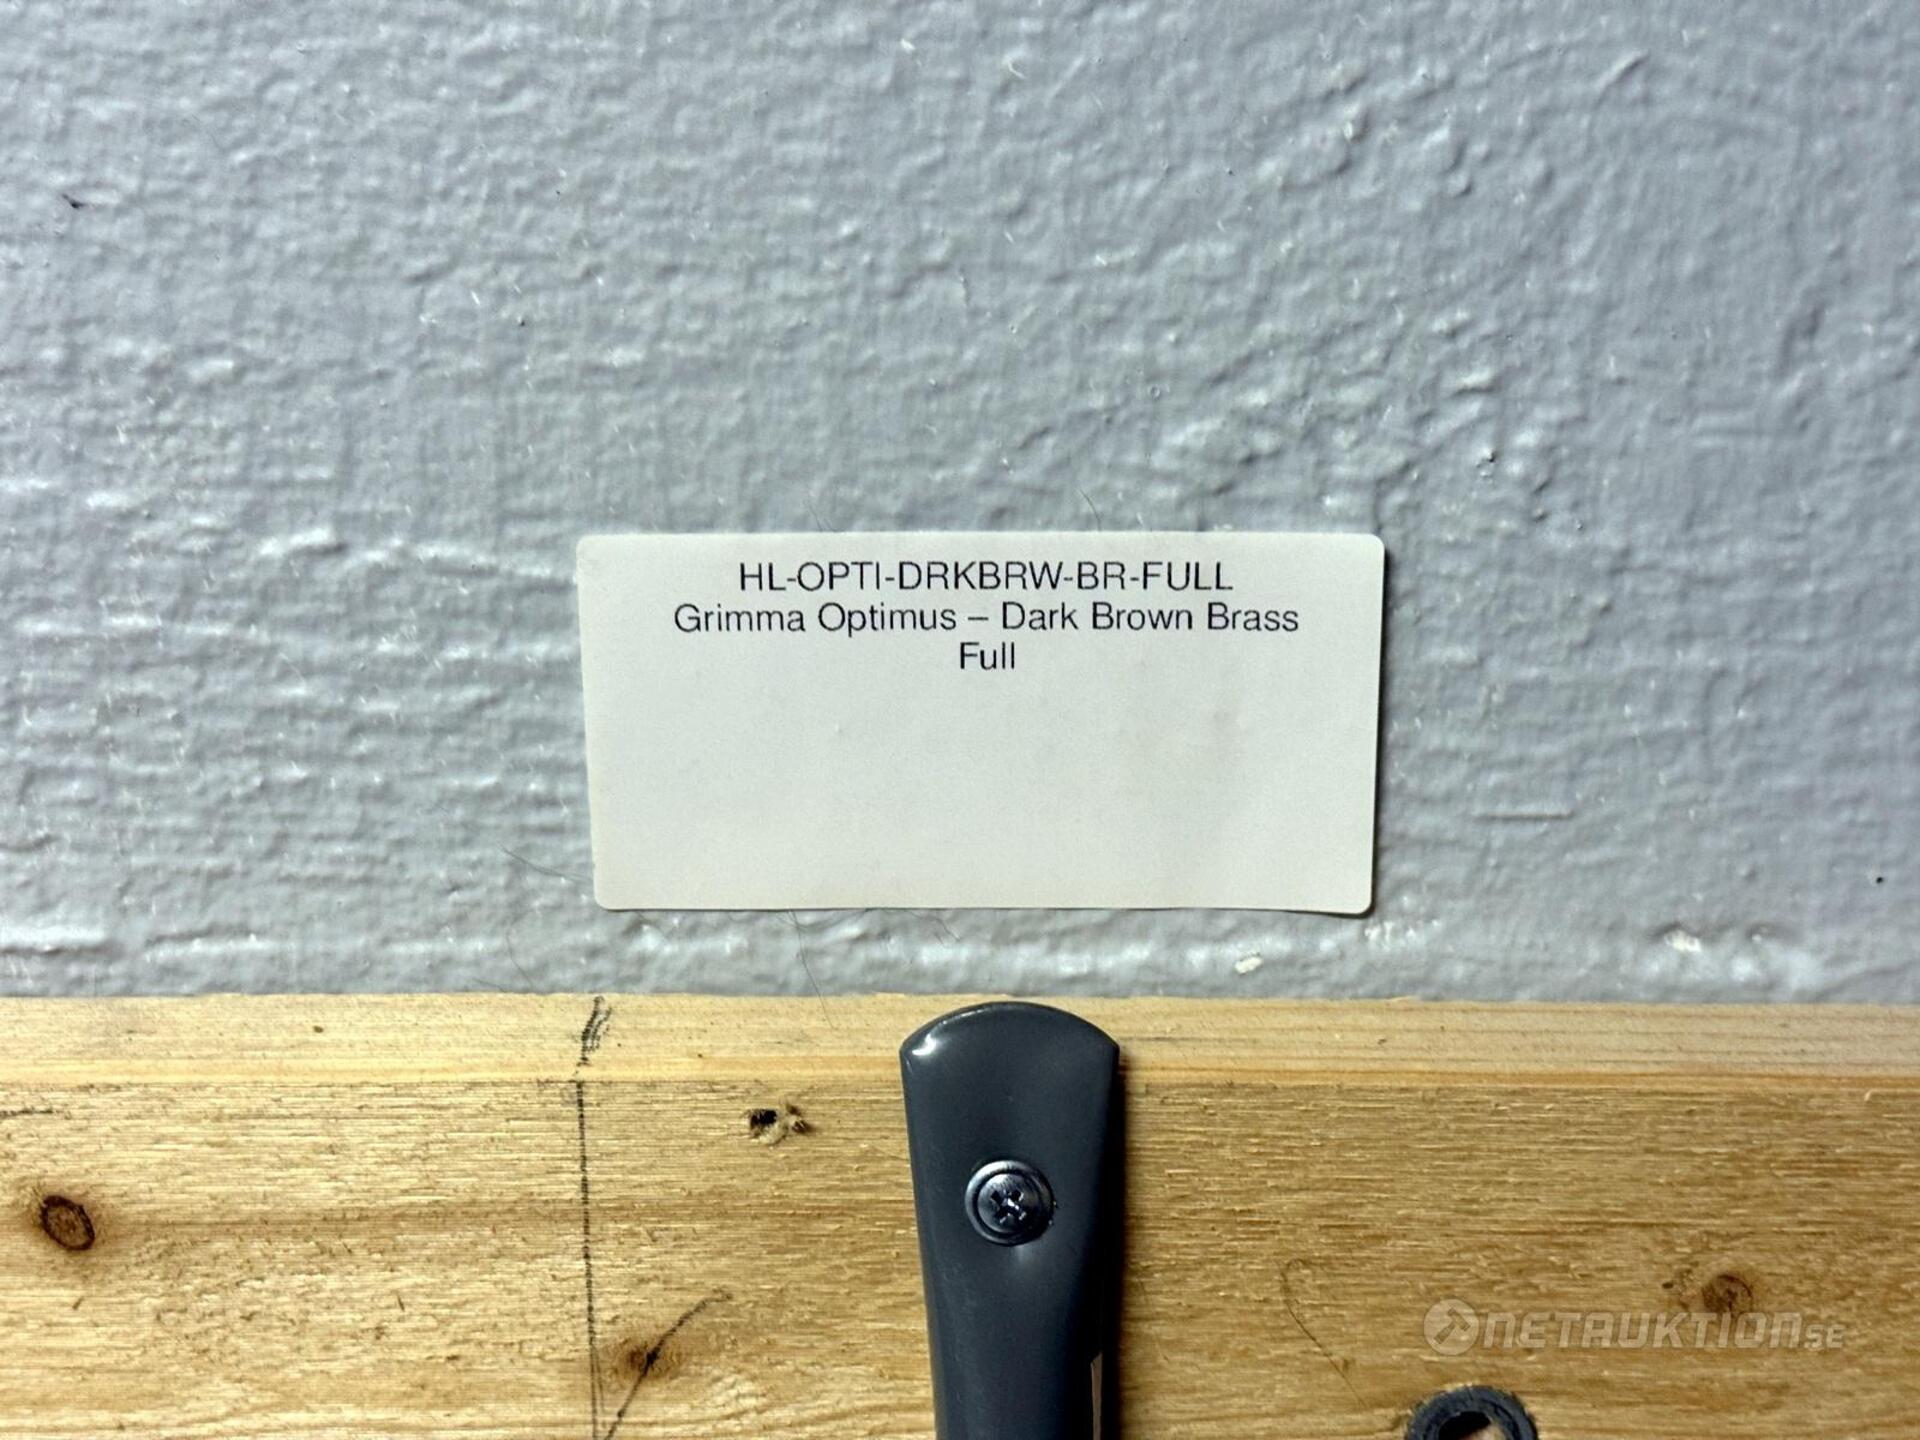 HL-OPTI-DRKBRW-BR-FULL
Grimma Optimus – Dark Brown Brass
Full
NETAUKTION.SE